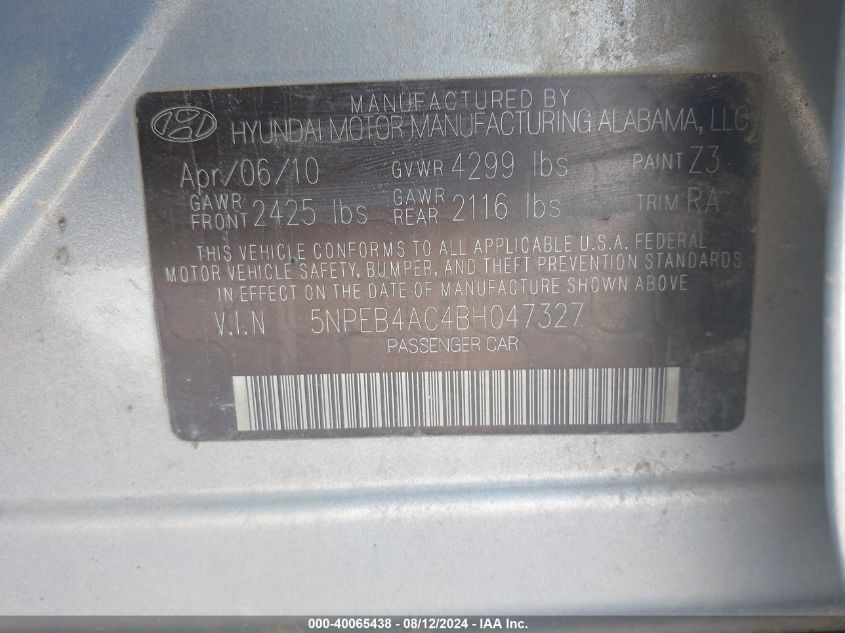 MANUFACTURED BY
HYUNDAI MOTOR MANUFACTURING ALABAMA, LLC
Apr/06/10 GVWR 4299 lbs PAINT Z3
GAWR FRONT 2425 lbs GAWR REAR 2116 lbs TRIM RA
THIS VEHICLE CONFORMS TO ALL APPLICABLE U.S.A. FEDERAL
MOTOR VEHICLE SAFETY, BUMPER, AND THEFT PREVENTION STANDARDS
IN EFFECT ON THE DATE OF MANUFACTURE SHOWN ABOVE
V.I.N 5NPEB4AC4BH047327
PASSENGER CAR
000-40065438 - 08/12/2024 - IAAI.com/BidFast, Inc.